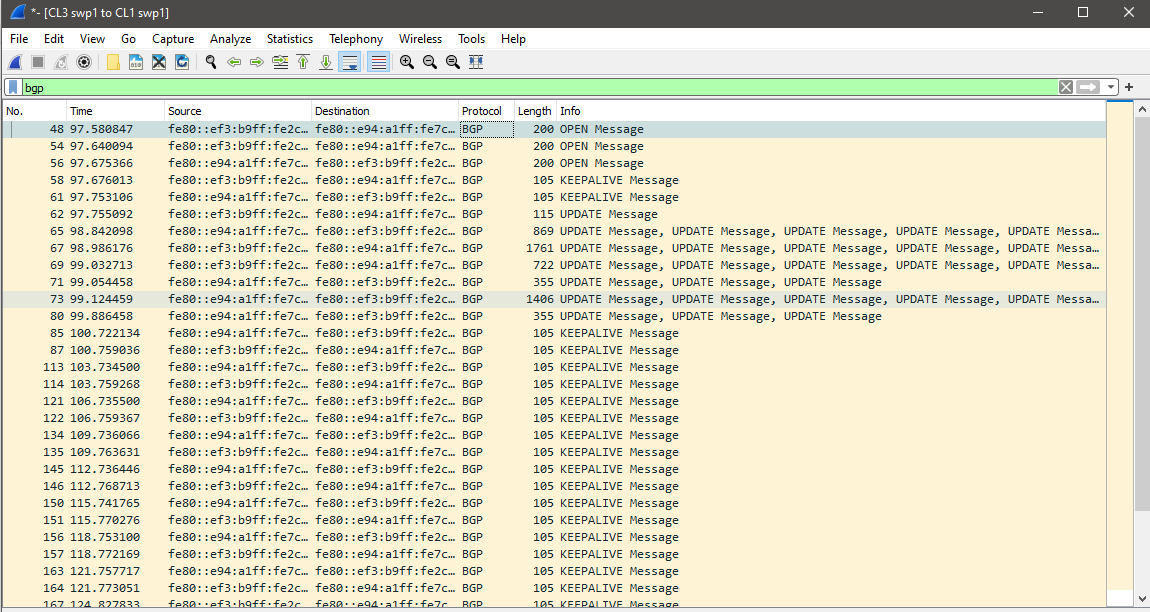 *- [CL3 swp1 to CL1 swp1]
File Edit View Go Capture Analyze Statistics Telephony Wireless Tools Help
bgp
No. Time Source Destination Protocol Length Info
48 97.580847 fe80::ef3:b9ff:fe2c… fe80::e94:a1ff:fe7c… BGP 200 OPEN Message
54 97.640094 fe80::ef3:b9ff:fe2c… fe80::e94:a1ff:fe7c… BGP 200 OPEN Message
56 97.675366 fe80::e94:a1ff:fe7c… fe80::ef3:b9ff:fe2c… BGP 200 OPEN Message
58 97.676013 fe80::e94:a1ff:fe7c… fe80::ef3:b9ff:fe2c… BGP 105 KEEPALIVE Message
61 97.753106 fe80::ef3:b9ff:fe2c… fe80::e94:a1ff:fe7c… BGP 105 KEEPALIVE Message
62 97.755092 fe80::ef3:b9ff:fe2c… fe80::e94:a1ff:fe7c… BGP 115 UPDATE Message
65 98.842098 fe80::ef3:b9ff:fe2c… fe80::e94:a1ff:fe7c… BGP 869 UPDATE Message, UPDATE Message, UPDATE Message, UPDATE Message, UPDATE Messa…
67 98.986176 fe80::e94:a1ff:fe7c… fe80::ef3:b9ff:fe2c… BGP 1761 UPDATE Message, UPDATE Message, UPDATE Message, UPDATE Message, UPDATE Messa…
69 99.032713 fe80::ef3:b9ff:fe2c… fe80::e94:a1ff:fe7c… BGP 722 UPDATE Message, UPDATE Message, UPDATE Message, UPDATE Message, UPDATE Messa…
71 99.054458 fe80::e94:a1ff:fe7c… fe80::ef3:b9ff:fe2c… BGP 355 UPDATE Message, UPDATE Message, UPDATE Message
73 99.124459 fe80::e94:a1ff:fe7c… fe80::ef3:b9ff:fe2c… BGP 1406 UPDATE Message, UPDATE Message, UPDATE Message, UPDATE Message, UPDATE Messa…
80 99.886458 fe80::ef3:b9ff:fe2c… fe80::e94:a1ff:fe7c… BGP 355 UPDATE Message, UPDATE Message, UPDATE Message
85 100.722134 fe80::e94:a1ff:fe7c… fe80::ef3:b9ff:fe2c… BGP 105 KEEPALIVE Message
87 100.759036 fe80::ef3:b9ff:fe2c… fe80::e94:a1ff:fe7c… BGP 105 KEEPALIVE Message
113 103.734500 fe80::e94:a1ff:fe7c… fe80::ef3:b9ff:fe2c… BGP 105 KEEPALIVE Message
114 103.759268 fe80::ef3:b9ff:fe2c… fe80::e94:a1ff:fe7c… BGP 105 KEEPALIVE Message
121 106.735500 fe80::e94:a1ff:fe7c… fe80::ef3:b9ff:fe2c… BGP 105 KEEPALIVE Message
122 106.759367 fe80::ef3:b9ff:fe2c… fe80::e94:a1ff:fe7c… BGP 105 KEEPALIVE Message
134 109.736066 fe80::e94:a1ff:fe7c… fe80::ef3:b9ff:fe2c… BGP 105 KEEPALIVE Message
135 109.763631 fe80::ef3:b9ff:fe2c… fe80::e94:a1ff:fe7c… BGP 105 KEEPALIVE Message
145 112.736446 fe80::e94:a1ff:fe7c… fe80::ef3:b9ff:fe2c… BGP 105 KEEPALIVE Message
146 112.768713 fe80::ef3:b9ff:fe2c… fe80::e94:a1ff:fe7c… BGP 105 KEEPALIVE Message
150 115.741765 fe80::e94:a1ff:fe7c… fe80::ef3:b9ff:fe2c… BGP 105 KEEPALIVE Message
151 115.770276 fe80::ef3:b9ff:fe2c… fe80::e94:a1ff:fe7c… BGP 105 KEEPALIVE Message
156 118.753100 fe80::e94:a1ff:fe7c… fe80::ef3:b9ff:fe2c… BGP 105 KEEPALIVE Message
157 118.772169 fe80::ef3:b9ff:fe2c… fe80::e94:a1ff:fe7c… BGP 105 KEEPALIVE Message
163 121.757717 fe80::e94:a1ff:fe7c… fe80::ef3:b9ff:fe2c… BGP 105 KEEPALIVE Message
164 121.773051 fe80::ef3:b9ff:fe2c… fe80::e94:a1ff:fe7c… BGP 105 KEEPALIVE Message
167 124.827833 fe80::ef3:b9ff:fe2c… fe80::e94:a1ff:fe7c… BGP 105 KEEPALIVE Message